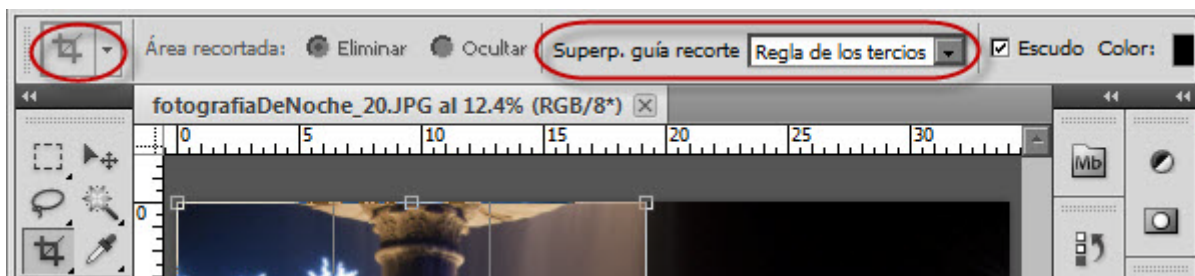 Área recortada: Eliminar Ocultar Superp. guía recorte Regla de los tercios Escudo Color:
fotografiaDeNoche_20.JPG al 12.4% (RGB/8*)
0 5 10 15 20 25 30
Mb
0